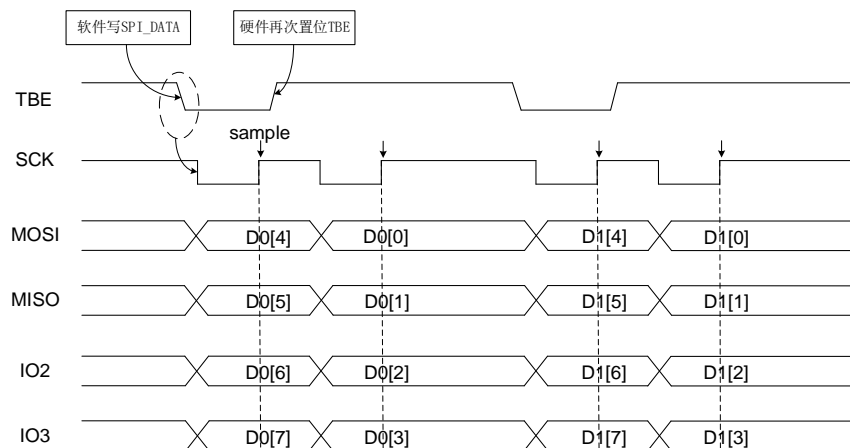 软件写SPI_DATA
硬件再次置位TBE
TBE
sample
SCK
MOSI D0[4] D0[0] D1[4] D1[0]
MISO D0[5] D0[1] D1[5] D1[1]
IO2 D0[6] D0[2] D1[6] D1[2]
IO3 D0[7] D0[3] D1[7] D1[3]